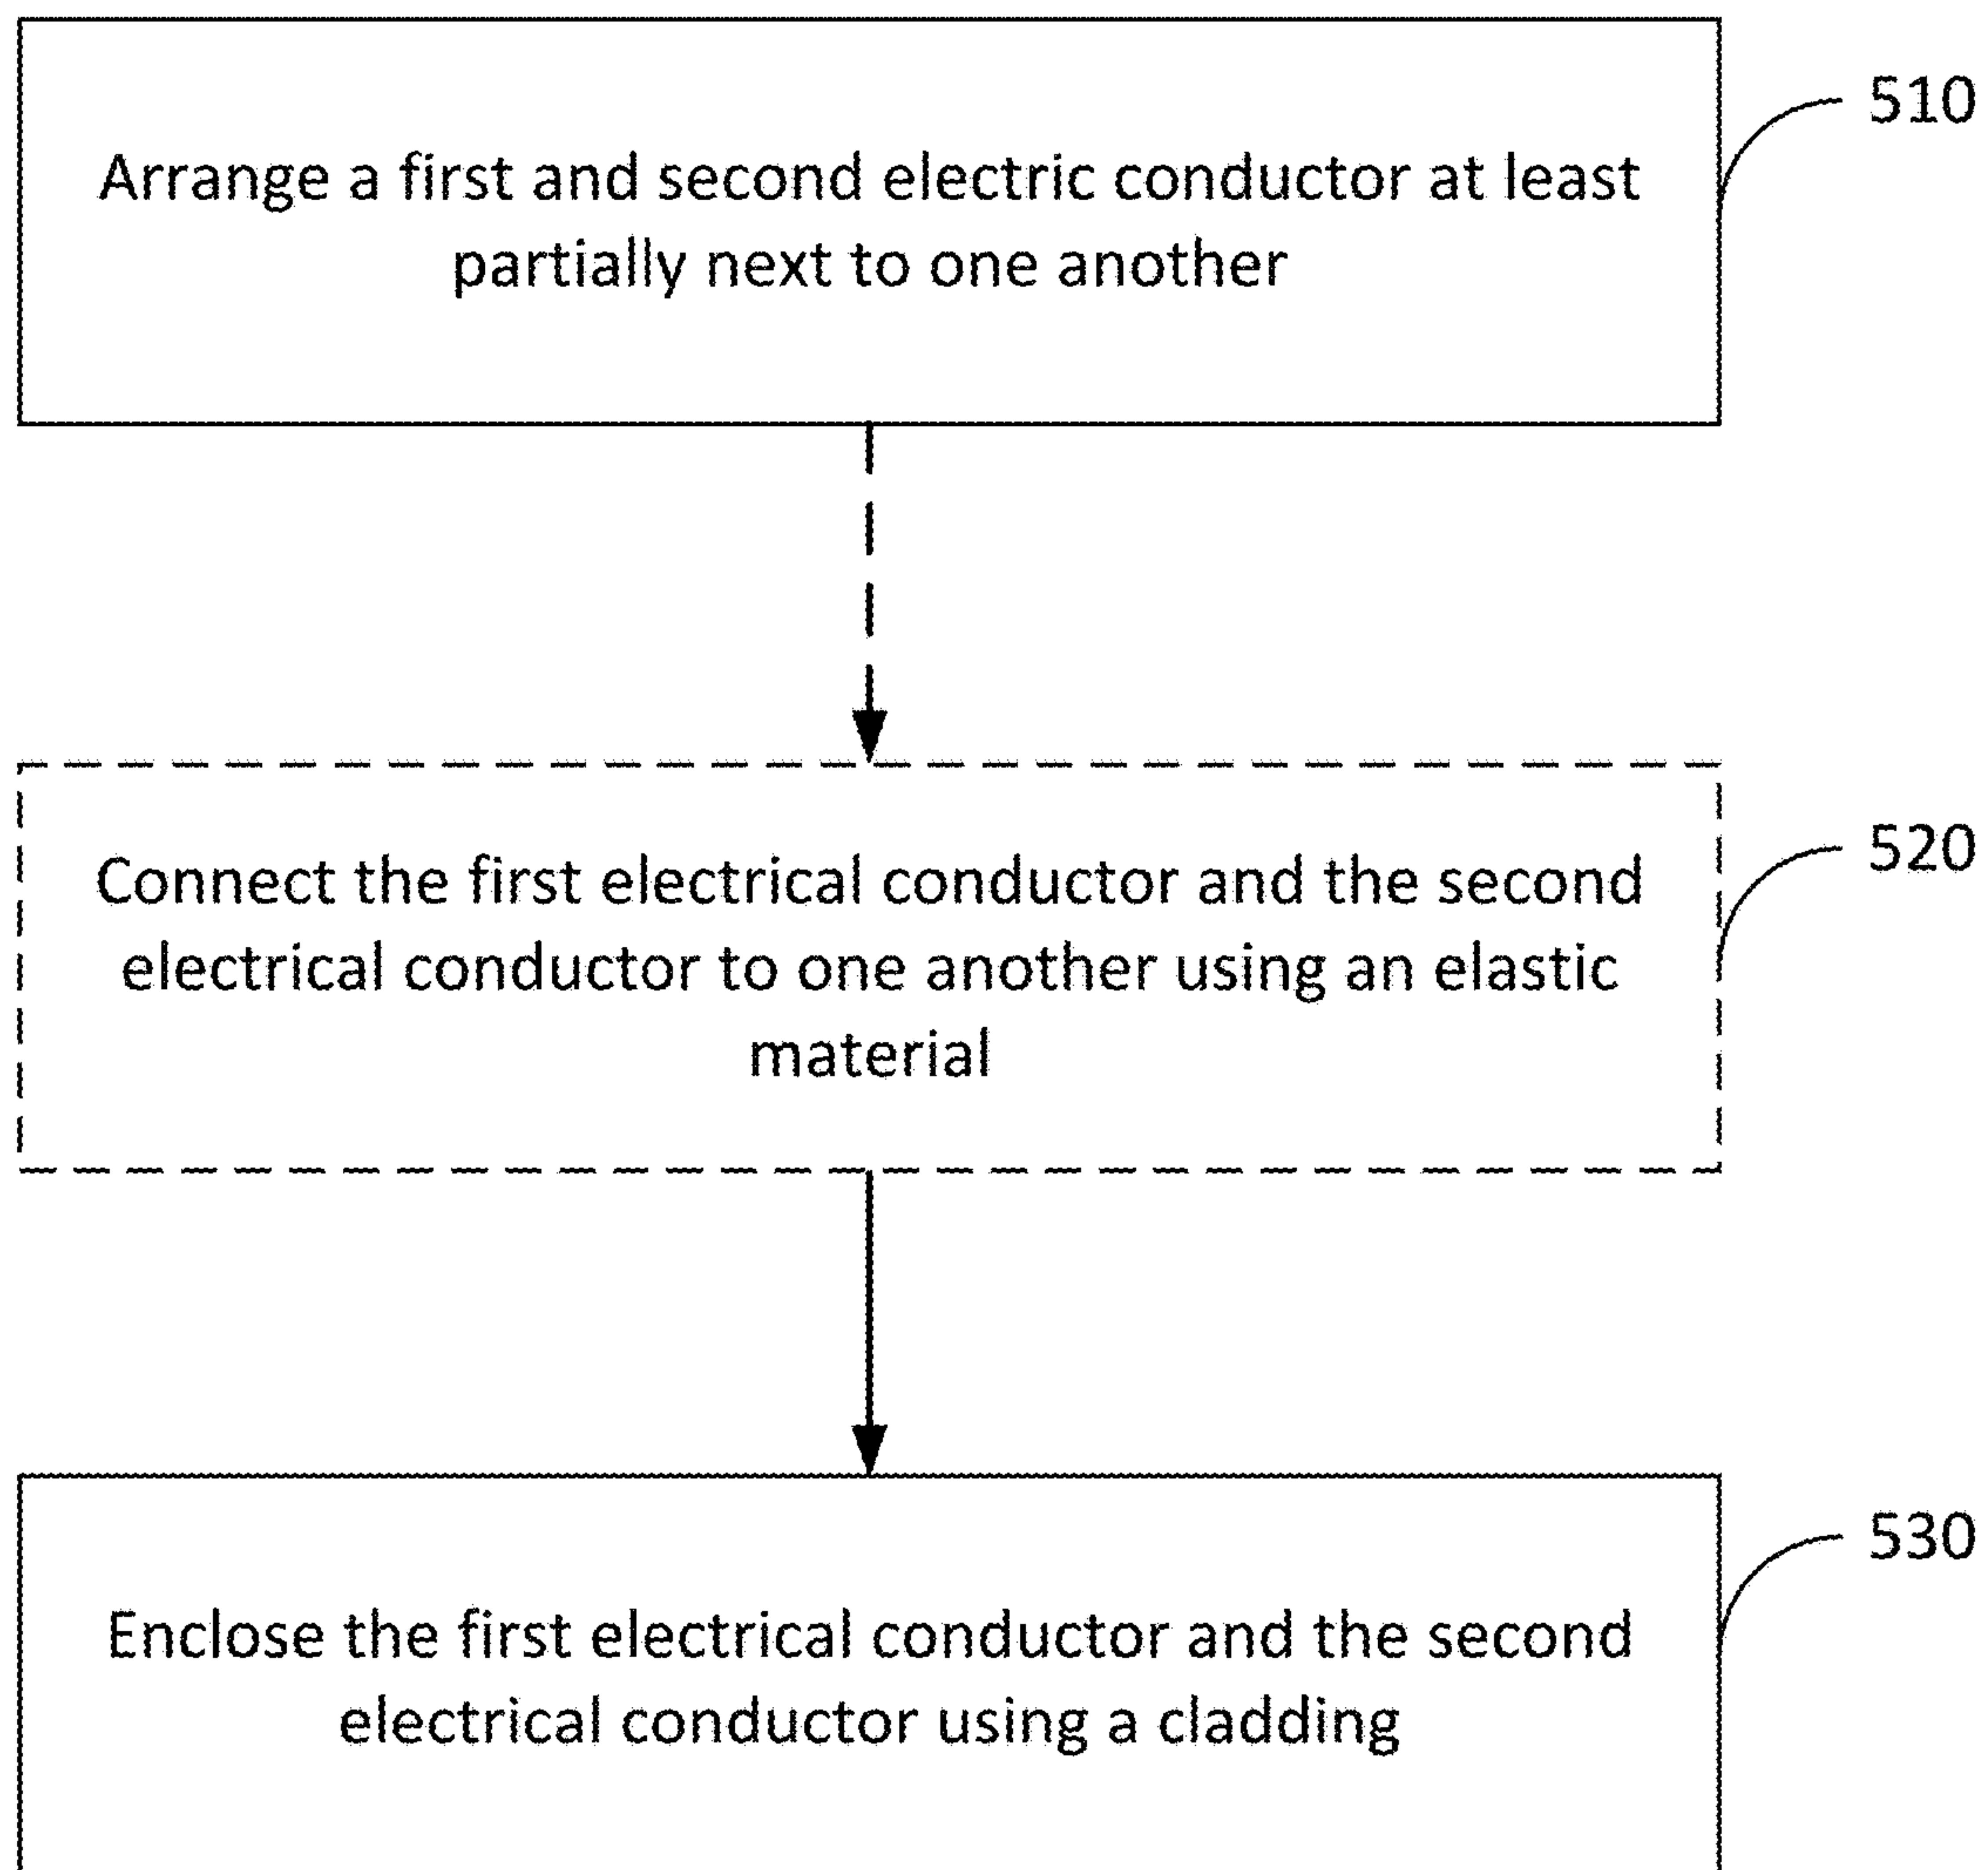 510
Arrange a first and second electric conductor at least
partially next to one another
520
Connect the first electrical conductor and the second
electrical conductor to one another using an elastic
material
530
Enclose the first electrical conductor and the second
electrical conductor using a cladding